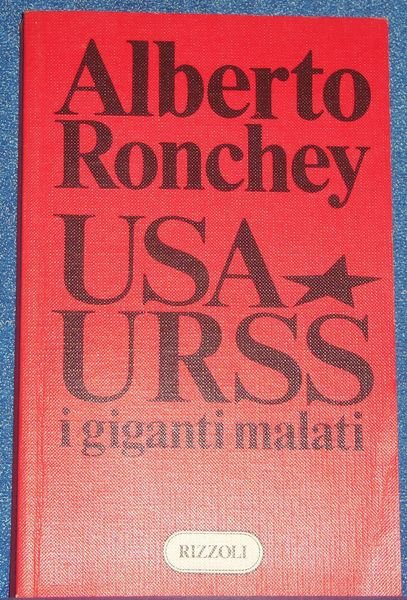 Alberto
Ronchey
USA
URSS
i giganti malati
RIZZOLI